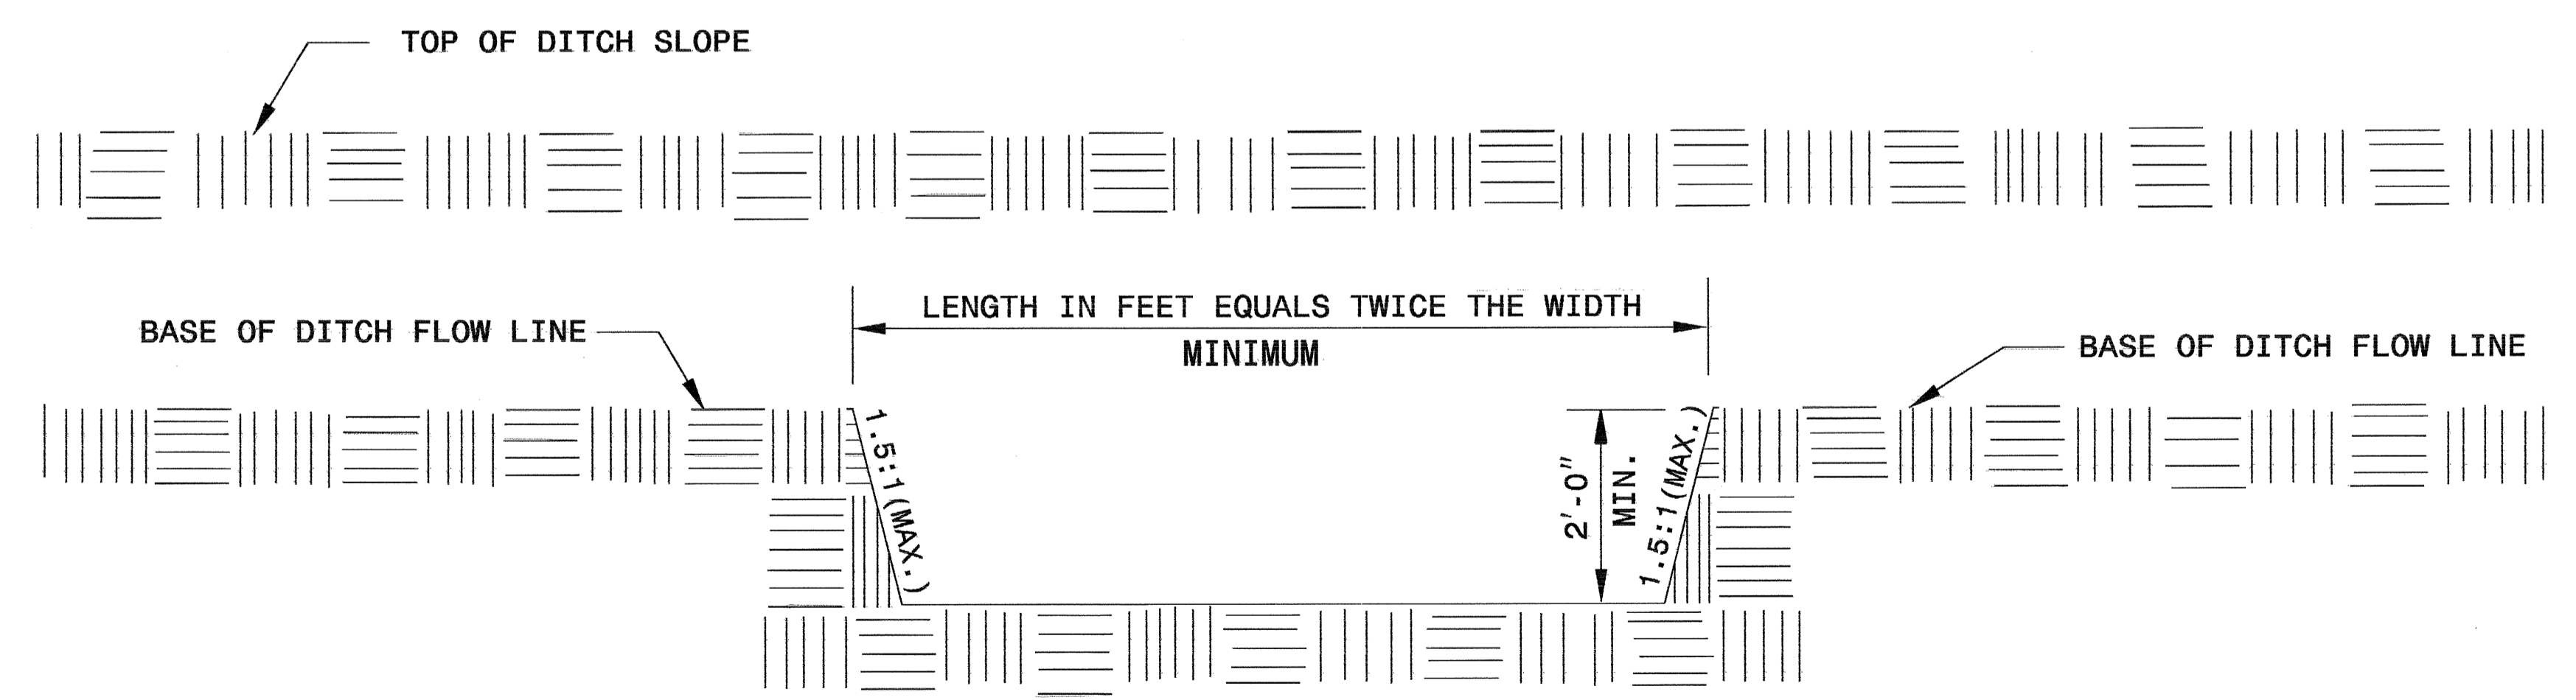 TOP OF DITCH SLOPE
LENGTH IN FEET EQUALS TWICE THE WIDTH
MINIMUM
BASE OF DITCH FLOW LINE
BASE OF DITCH FLOW LINE
1.5:1(MAX.)
2'-0"
MIN.
1.5:1(MAX.)